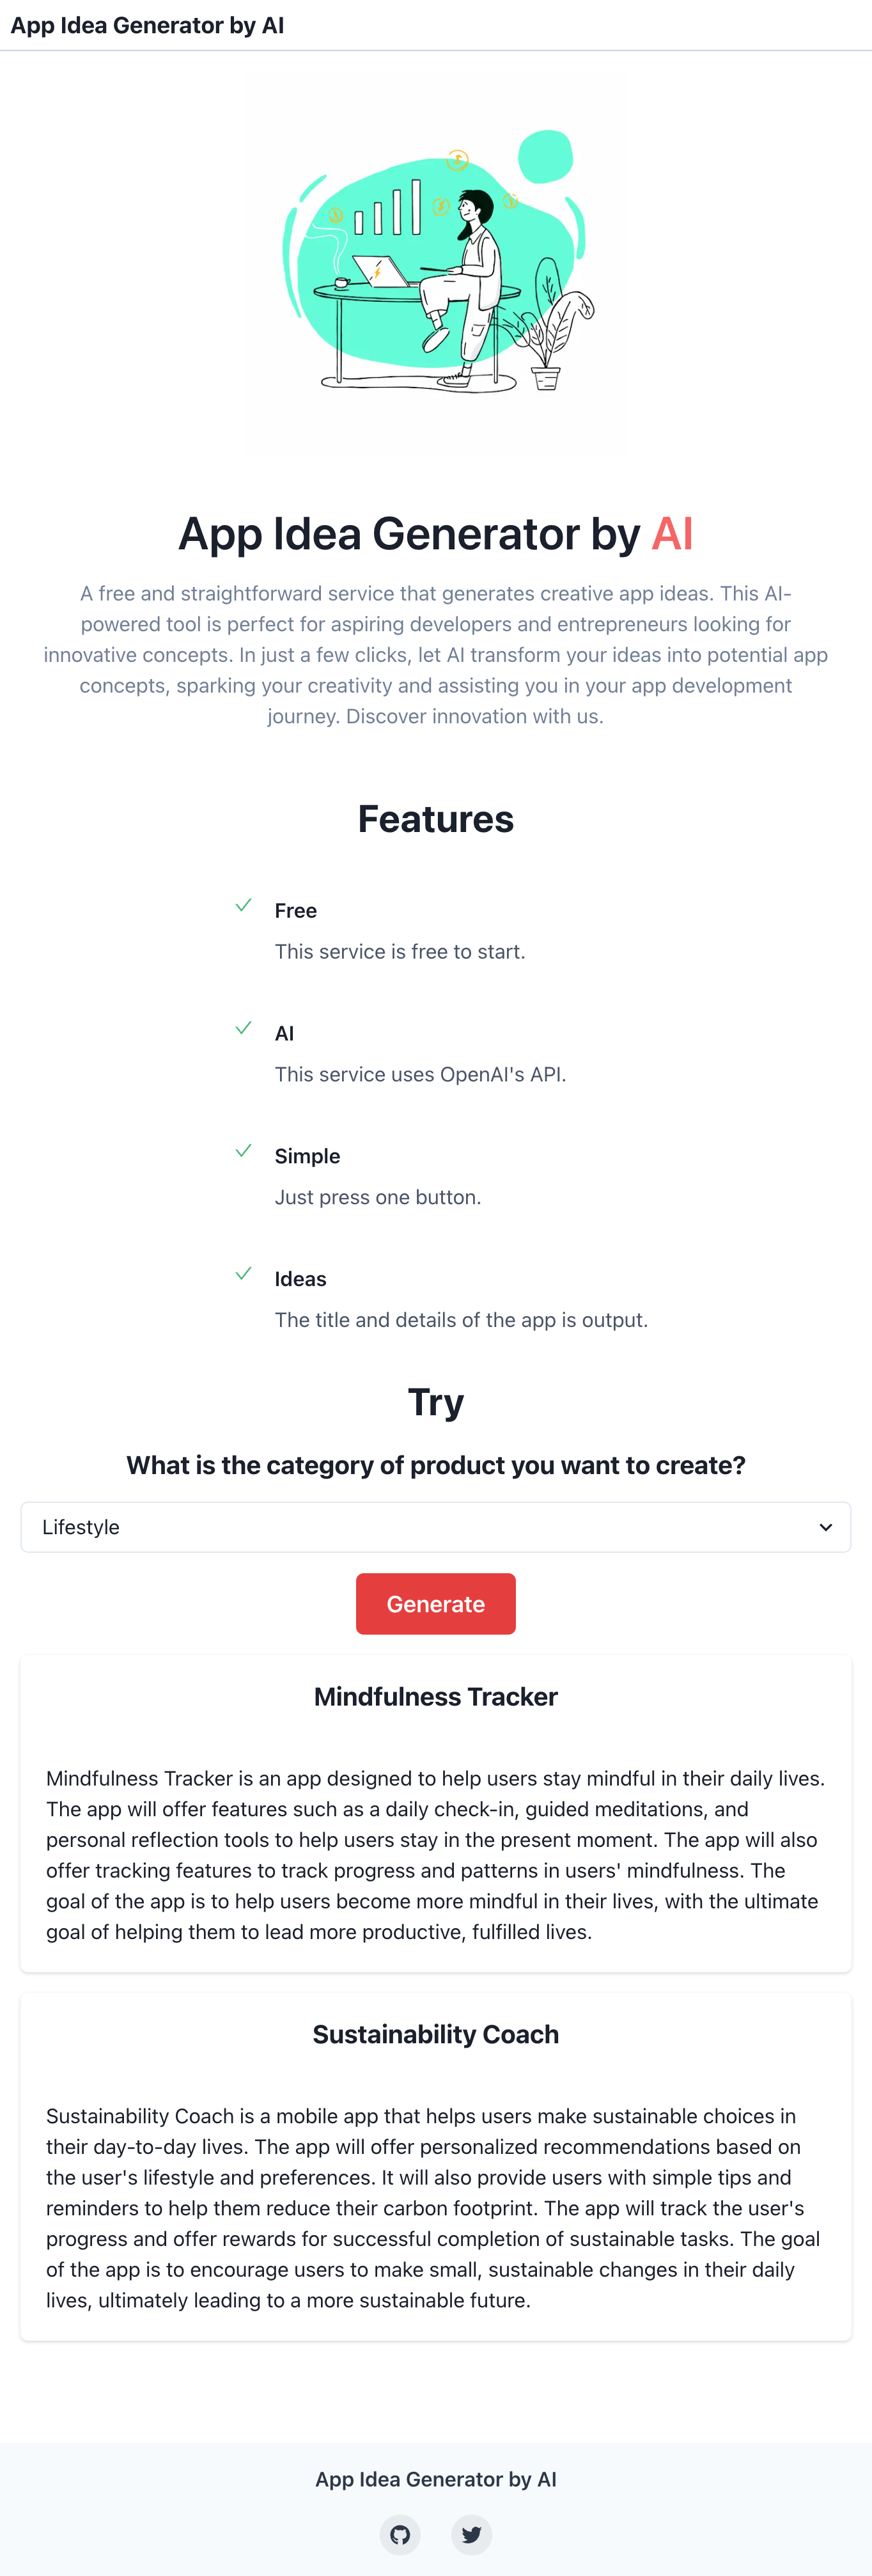 App Idea Generator by AI
App Idea Generator by AI
A free and straightforward service that generates creative app ideas. This AI-
powered tool is perfect for aspiring developers and entrepreneurs looking for
innovative concepts. In just a few clicks, let AI transform your ideas into potential app
concepts, sparking your creativity and assisting you in your app development
journey. Discover innovation with us.
Features
Free
This service is free to start.
AI
This service uses OpenAI's API.
Simple
Just press one button.
Ideas
The title and details of the app is output.
Try
What is the category of product you want to create?
Lifestyle
Generate
Mindfulness Tracker
Mindfulness Tracker is an app designed to help users stay mindful in their daily lives.
The app will offer features such as a daily check-in, guided meditations, and
personal reflection tools to help users stay in the present moment. The app will also
offer tracking features to track progress and patterns in users' mindfulness. The
goal of the app is to help users become more mindful in their lives, with the ultimate
goal of helping them to lead more productive, fulfilled lives.
Sustainability Coach
Sustainability Coach is a mobile app that helps users make sustainable choices in
their day-to-day lives. The app will offer personalized recommendations based on
the user's lifestyle and preferences. It will also provide users with simple tips and
reminders to help them reduce their carbon footprint. The app will track the user's
progress and offer rewards for successful completion of sustainable tasks. The goal
of the app is to encourage users to make small, sustainable changes in their daily
lives, ultimately leading to a more sustainable future.
App Idea Generator by AI